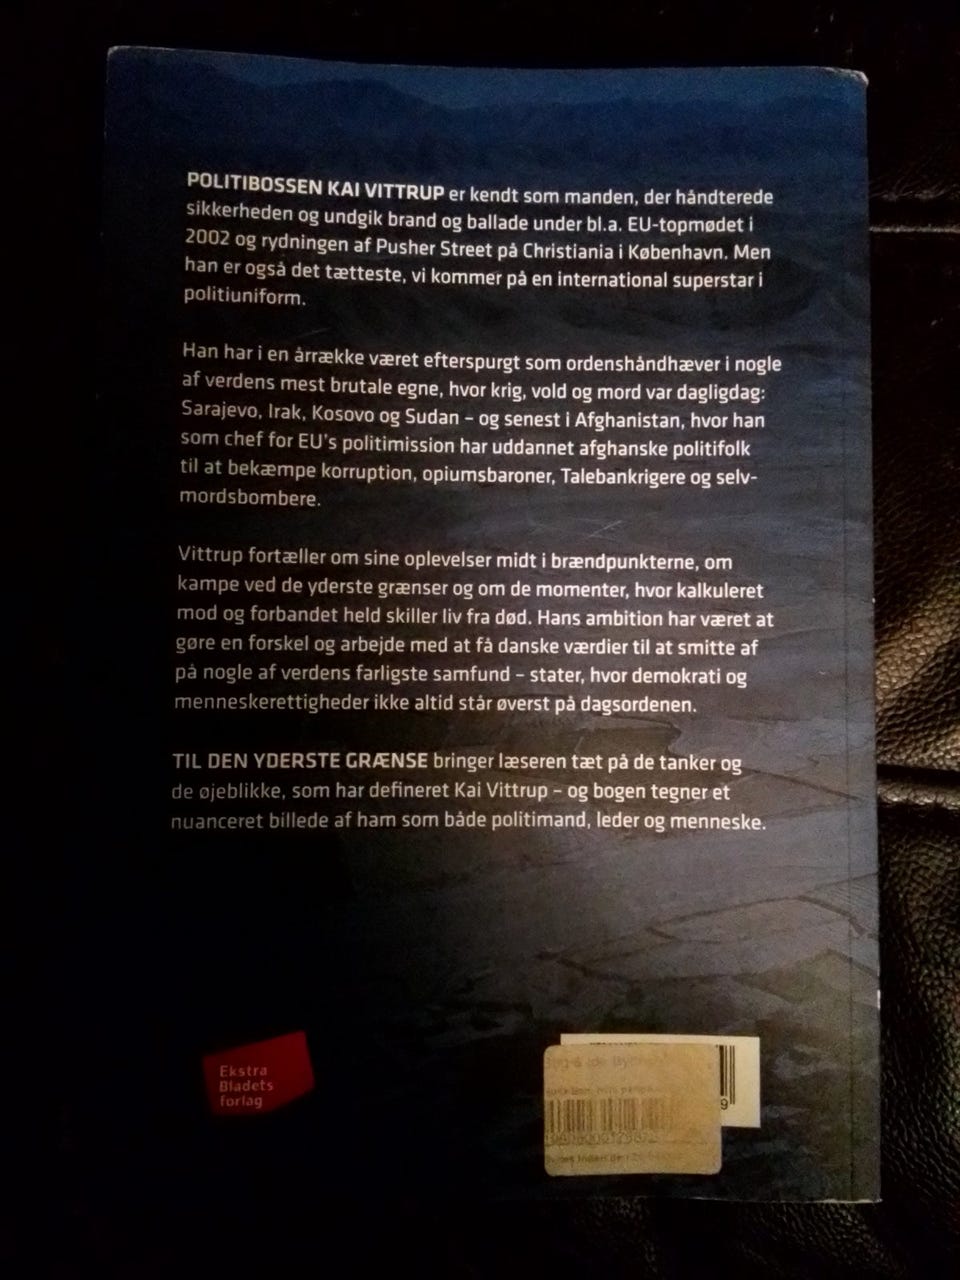 POLITIBOSSEN KAI VITTRUP er kendt som manden, der håndterede
sikkerheden og undgik brand og ballade under bl.a. EU-topmødet i
2002 og rydningen af Pusher Street på Christiania i København. Men
han er også det tætteste, vi kommer på en international superstar i
politiuniform.
Han har i en årrække været efterspurgt som ordenshåndhæver i nogle
af verdens mest brutale egne, hvor krig, vold og mord var dagligdag:
Sarajevo, Irak, Kosovo og Sudan – og senest i Afghanistan, hvor han
som chef for EU's politimission har uddannet afghanske politifolk
til at bekæmpe korruption, opiumsbaroner, Talebankrigere og selv-
mordsbombere.
Vittrup fortæller om sine oplevelser midt i brændpunkterne, om
kampe ved de yderste grænser og om de momenter, hvor kalkuleret
mod og forbandet held skiller liv fra død. Hans ambition har været at
gøre en forskel og arbejde med at få danske værdier til at smitte af
på nogle af verdens farligste samfund – stater, hvor demokrati og
menneskerettigheder ikke altid står øverst på dagsordenen.
TIL DEN YDERSTE GRÆNSE bringer læseren tæt på de tanker og
de øjeblikke, som har defineret Kai Vittrup – og bogen tegner et
nuanceret billede af ham som både politimand, leder og menneske.
Ekstra
Bladets
forlag
9